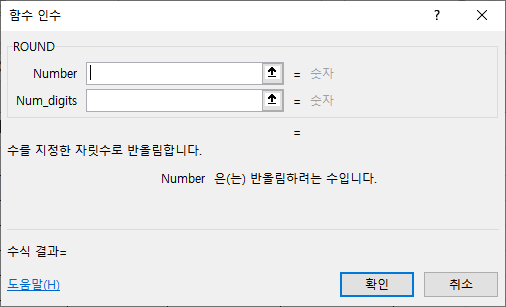 함수 인수
? ×
ROUND
Number = 숫자
Num_digits = 숫자
=
수를 지정한 자릿수로 반올림합니다.
Number 은(는) 반올림하려는 수입니다.
수식 결과=
도움말(H) 확인 취소